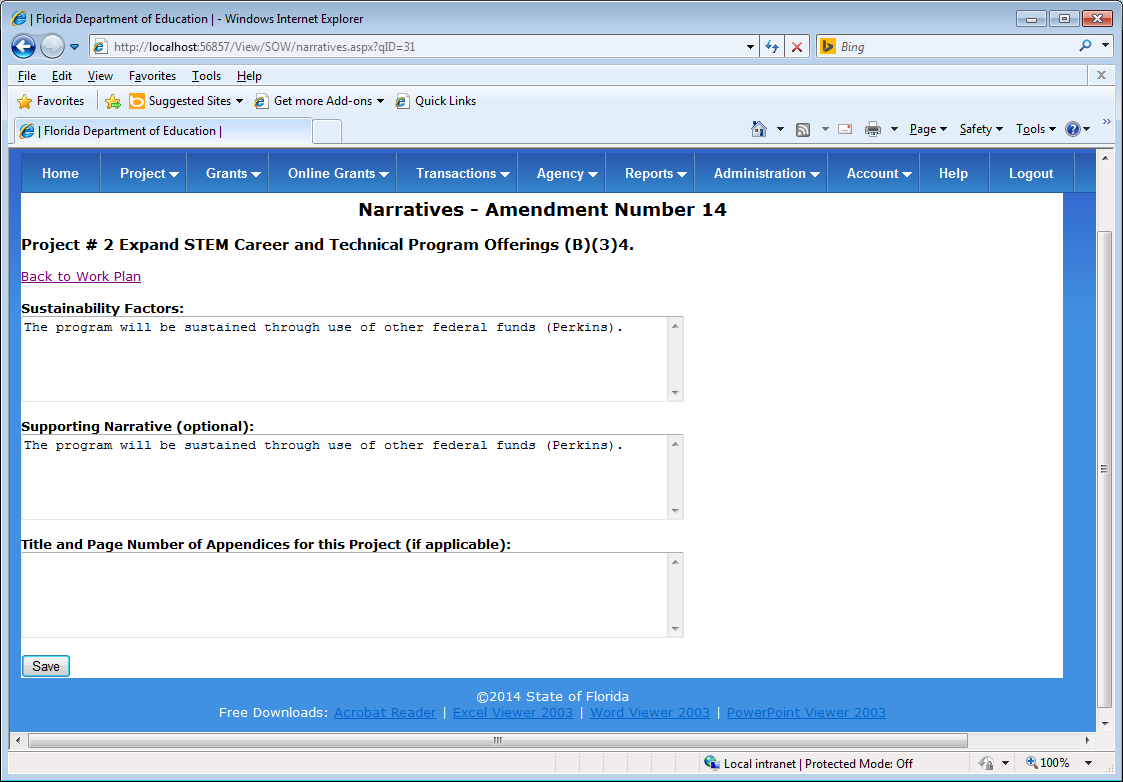 | Florida Department of Education | - Windows Internet Explorer
http://localhost:56857/View/SOW/narratives.aspx?qID=31
Bing
File Edit View Favorites Tools Help
Favorites Suggested Sites Get more Add-ons Quick Links
| Florida Department of Education |
Page Safety Tools
Home Project Grants Online Grants Transactions Agency Reports Administration Account Help Logout
Narratives - Amendment Number 14
Project # 2 Expand STEM Career and Technical Program Offerings (B)(3)4.
Back to Work Plan
Sustainability Factors:
The program will be sustained through use of other federal funds (Perkins).
Supporting Narrative (optional):
The program will be sustained through use of other federal funds (Perkins).
Title and Page Number of Appendices for this Project (if applicable):
Save
©2014 State of Florida
Free Downloads: Acrobat Reader | Excel Viewer 2003 | Word Viewer 2003 | PowerPoint Viewer 2003
Local intranet | Protected Mode: Off
100%